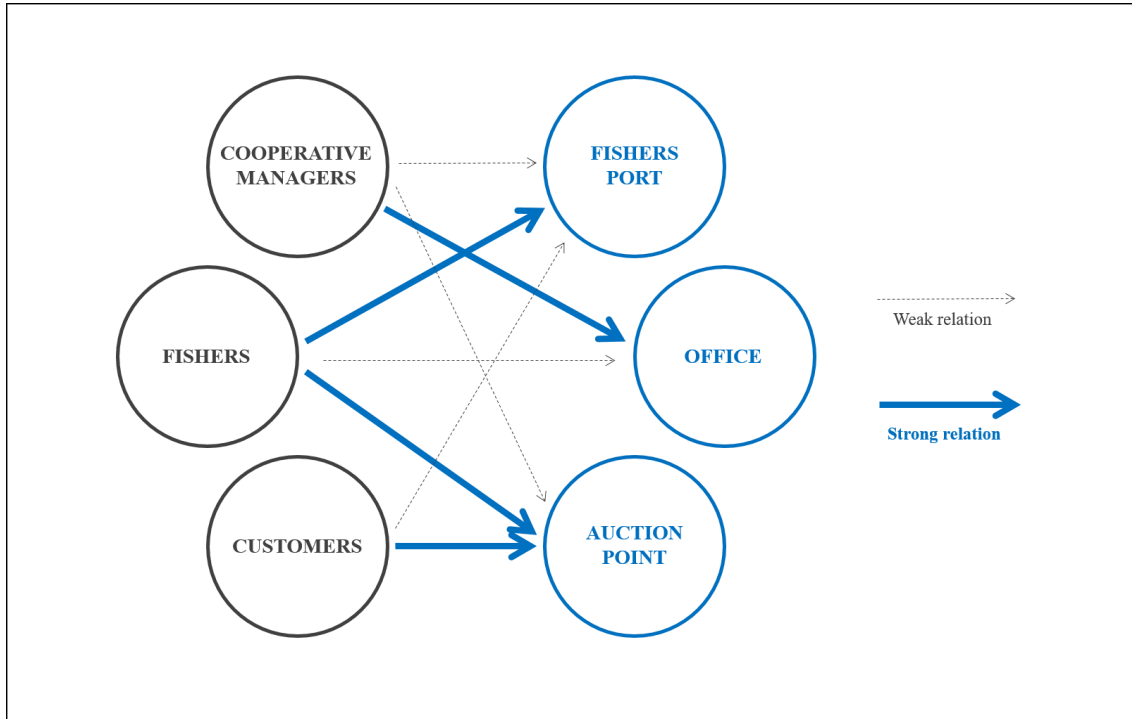 COOPERATIVE
MANAGERS
FISHERS
PORT
FISHERS
OFFICE
Weak relation
Strong relation
CUSTOMERS
AUCTION
POINT